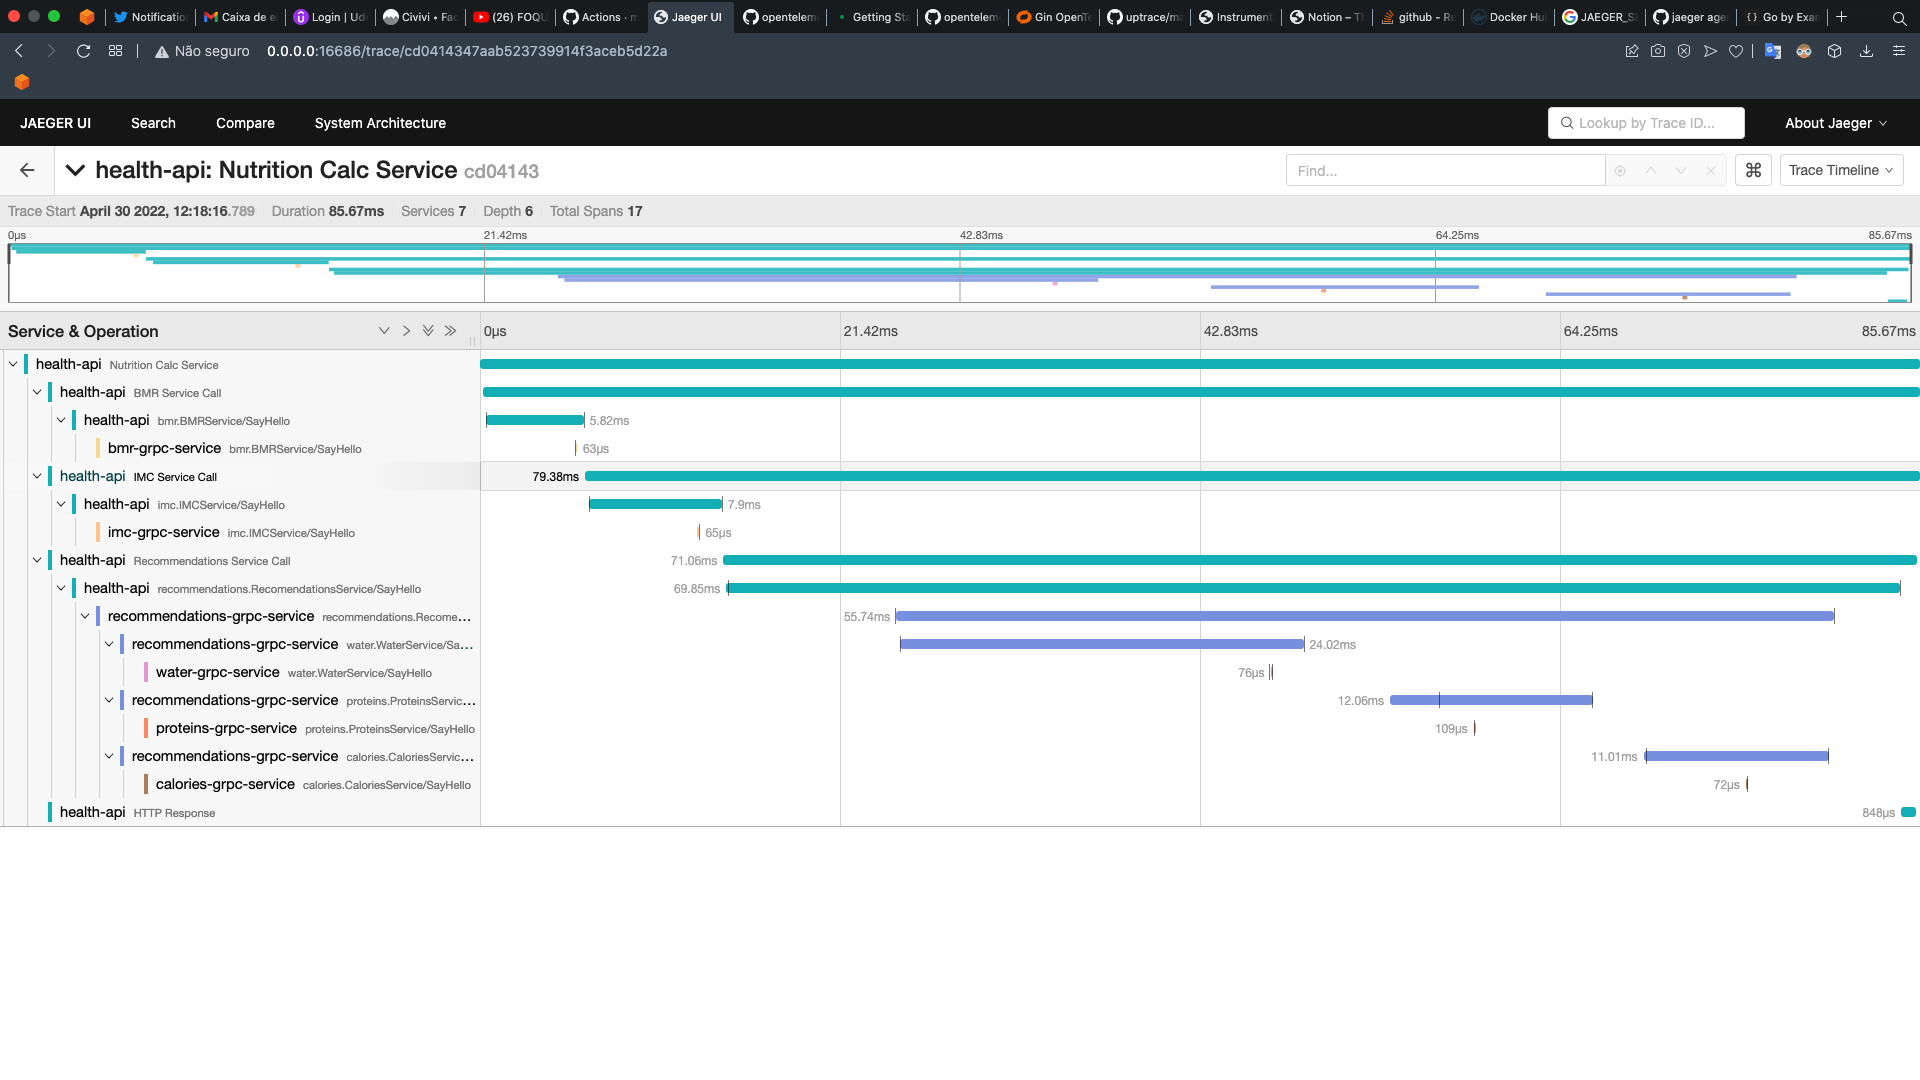 Notification
Caixa de e
Login | Ud
Civivi • Fac
(26) FOQU
Actions · m
Jaeger UI
opentelem
Getting Sta
opentelem
Gin OpenTe
uptrace/ma
Instrument
Notion – Th
github - Ru
Docker Hu
JAEGER_S
jaeger age
Go by Exam
Não seguro 0.0.0.0:16686/trace/cd0414347aab523739914f3aceb5d22a
JAEGER UI Search Compare System Architecture Lookup by Trace ID... About Jaeger
health-api: Nutrition Calc Service cd04143 Find... Trace Timeline
Trace Start April 30 2022, 12:18:16.789 Duration 85.67ms Services 7 Depth 6 Total Spans 17
0μs 21.42ms 42.83ms 64.25ms 85.67ms
Service & Operation 0μs 21.42ms 42.83ms 64.25ms 85.67ms
health-api Nutrition Calc Service
health-api BMR Service Call
health-api bmr.BMRService/SayHello 5.82ms
bmr-grpc-service bmr.BMRService/SayHello 63μs
health-api IMC Service Call 79.38ms
health-api imc.IMCService/SayHello 7.9ms
imc-grpc-service imc.IMCService/SayHello 65μs
health-api Recommendations Service Call 71.06ms
health-api recommendations.RecomendationsService/SayHello 69.85ms
recommendations-grpc-service recommendations.Recome... 55.74ms
recommendations-grpc-service water.WaterService/Sa... 24.02ms
water-grpc-service water.WaterService/SayHello 76μs
recommendations-grpc-service proteins.ProteinsServic... 12.06ms
proteins-grpc-service proteins.ProteinsService/SayHello 109μs
recommendations-grpc-service calories.CaloriesServic... 11.01ms
calories-grpc-service calories.CaloriesService/SayHello 72μs
health-api HTTP Response 848μs